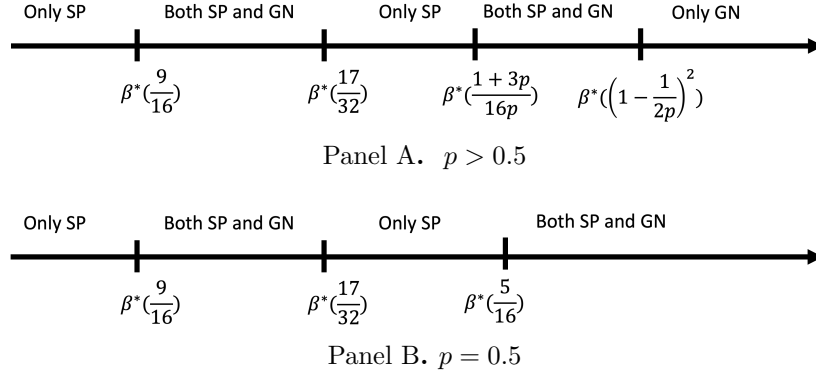 Only SP Both SP and GN Only SP Both SP and GN Only GN
β*(9/16) β*(17/32) β*((1 + 3p)/16p) β*((1 − 1/2p)²)
Panel A. p > 0.5
Only SP Both SP and GN Only SP Both SP and GN
β*(9/16) β*(17/32) β*(5/16)
Panel B. p = 0.5